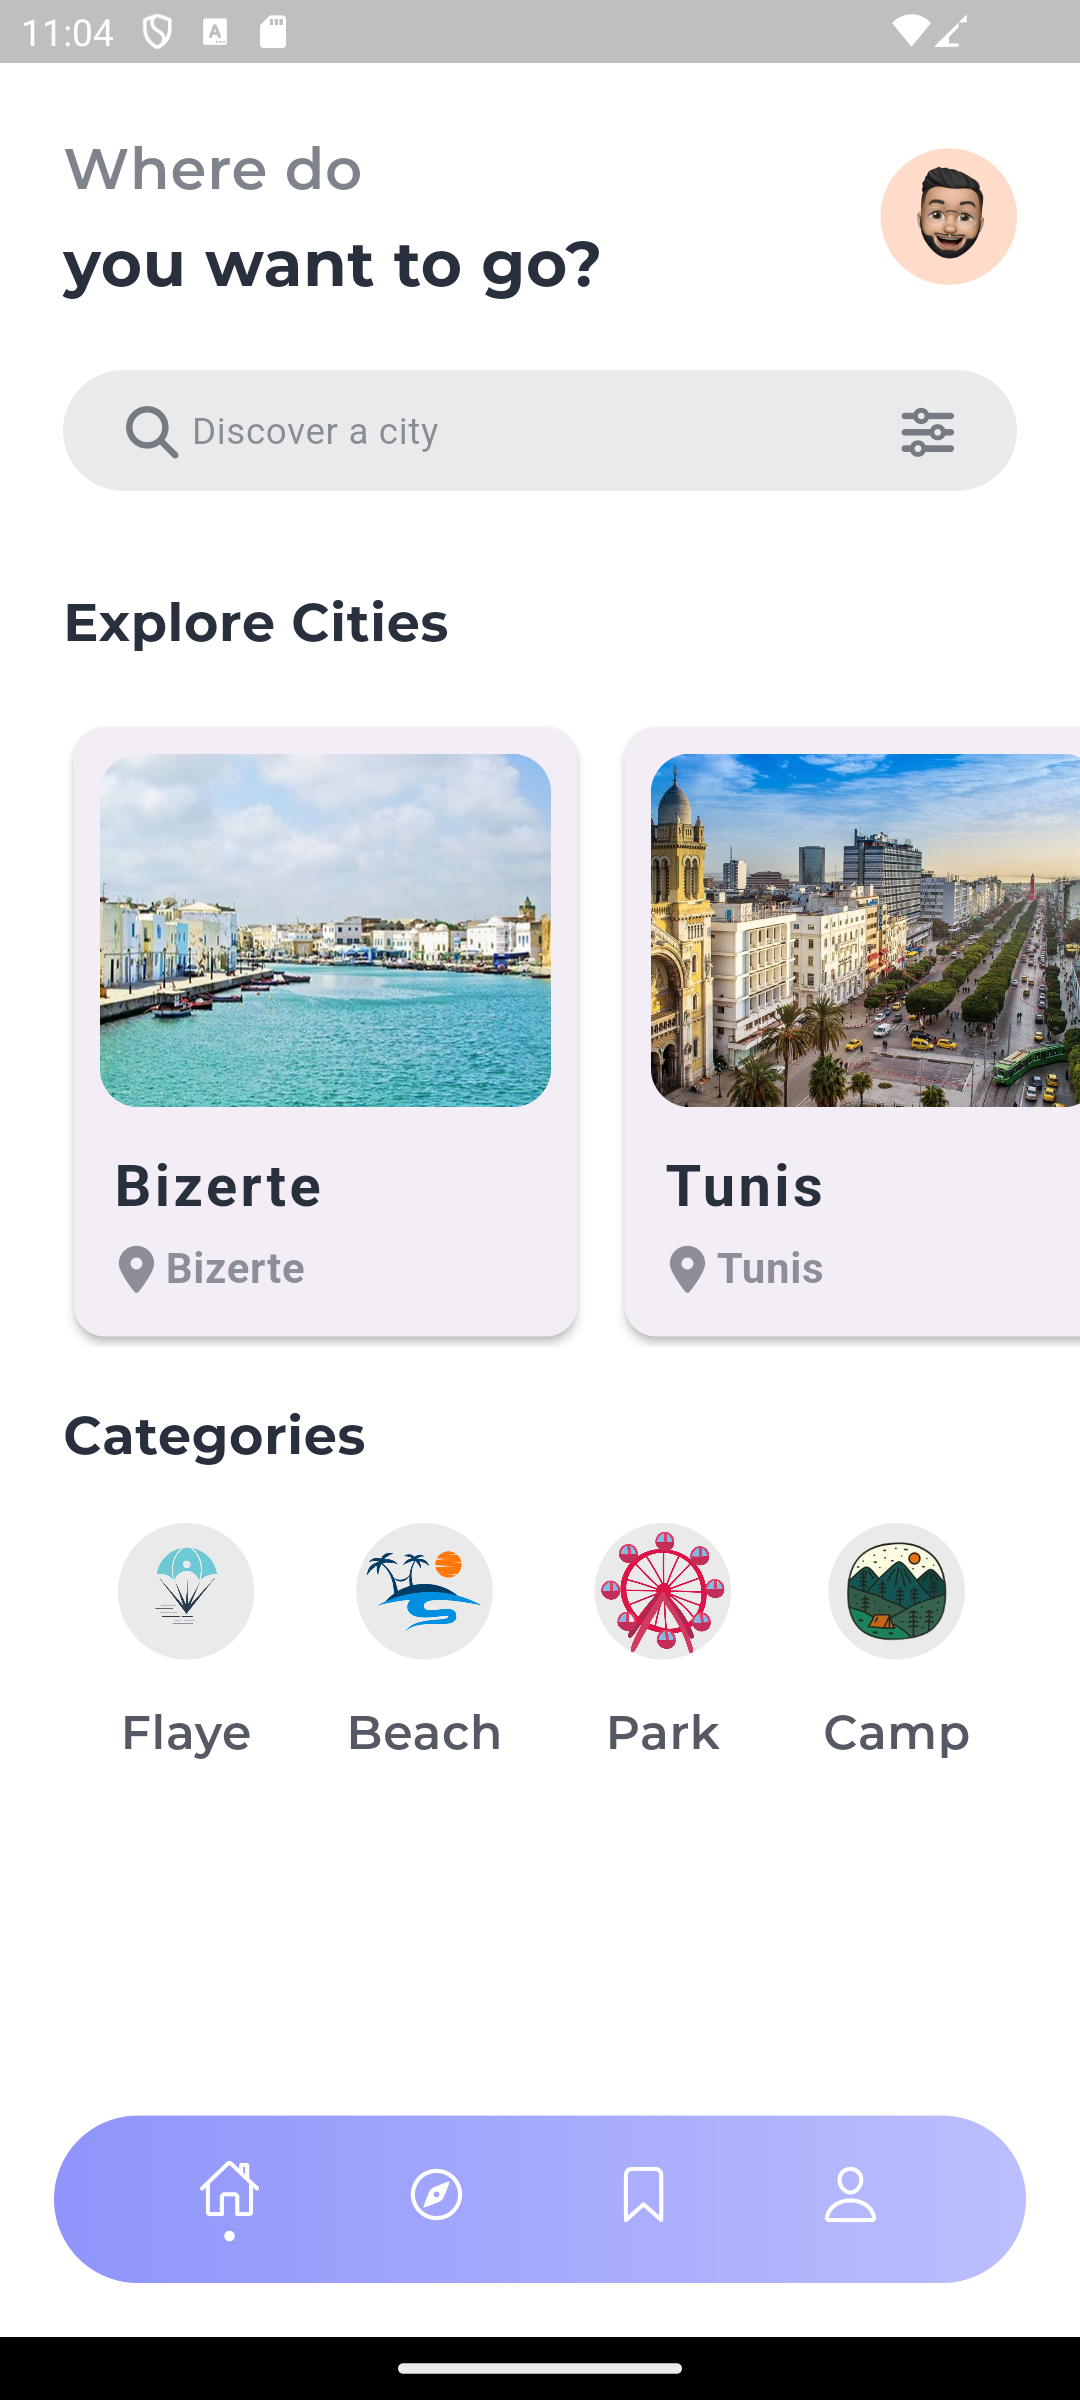 11:04
Where do
you want to go?
Discover a city
Explore Cities
Bizerte
Bizerte
Tunis
Tunis
Categories
Flaye
Beach
Park
Camp